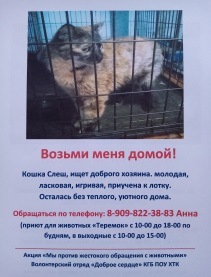 Возьми меня домой!
Кошка Слеш, ищет доброго хозяина. молодая,
ласковая, игривая, приучена к лотку.
Осталась без теплого, уютного дома.
Обращаться по телефону: 8-909-822-38-83 Анна
(приют для животных «Теремок» с 10-00 до 18-00 по
будням, в выходные с 10-00 до 15-00)
Акция «Мы против жестокого обращения с животными»
Волонтерский отряд «Доброе сердце» КГБ ПОУ ХТК